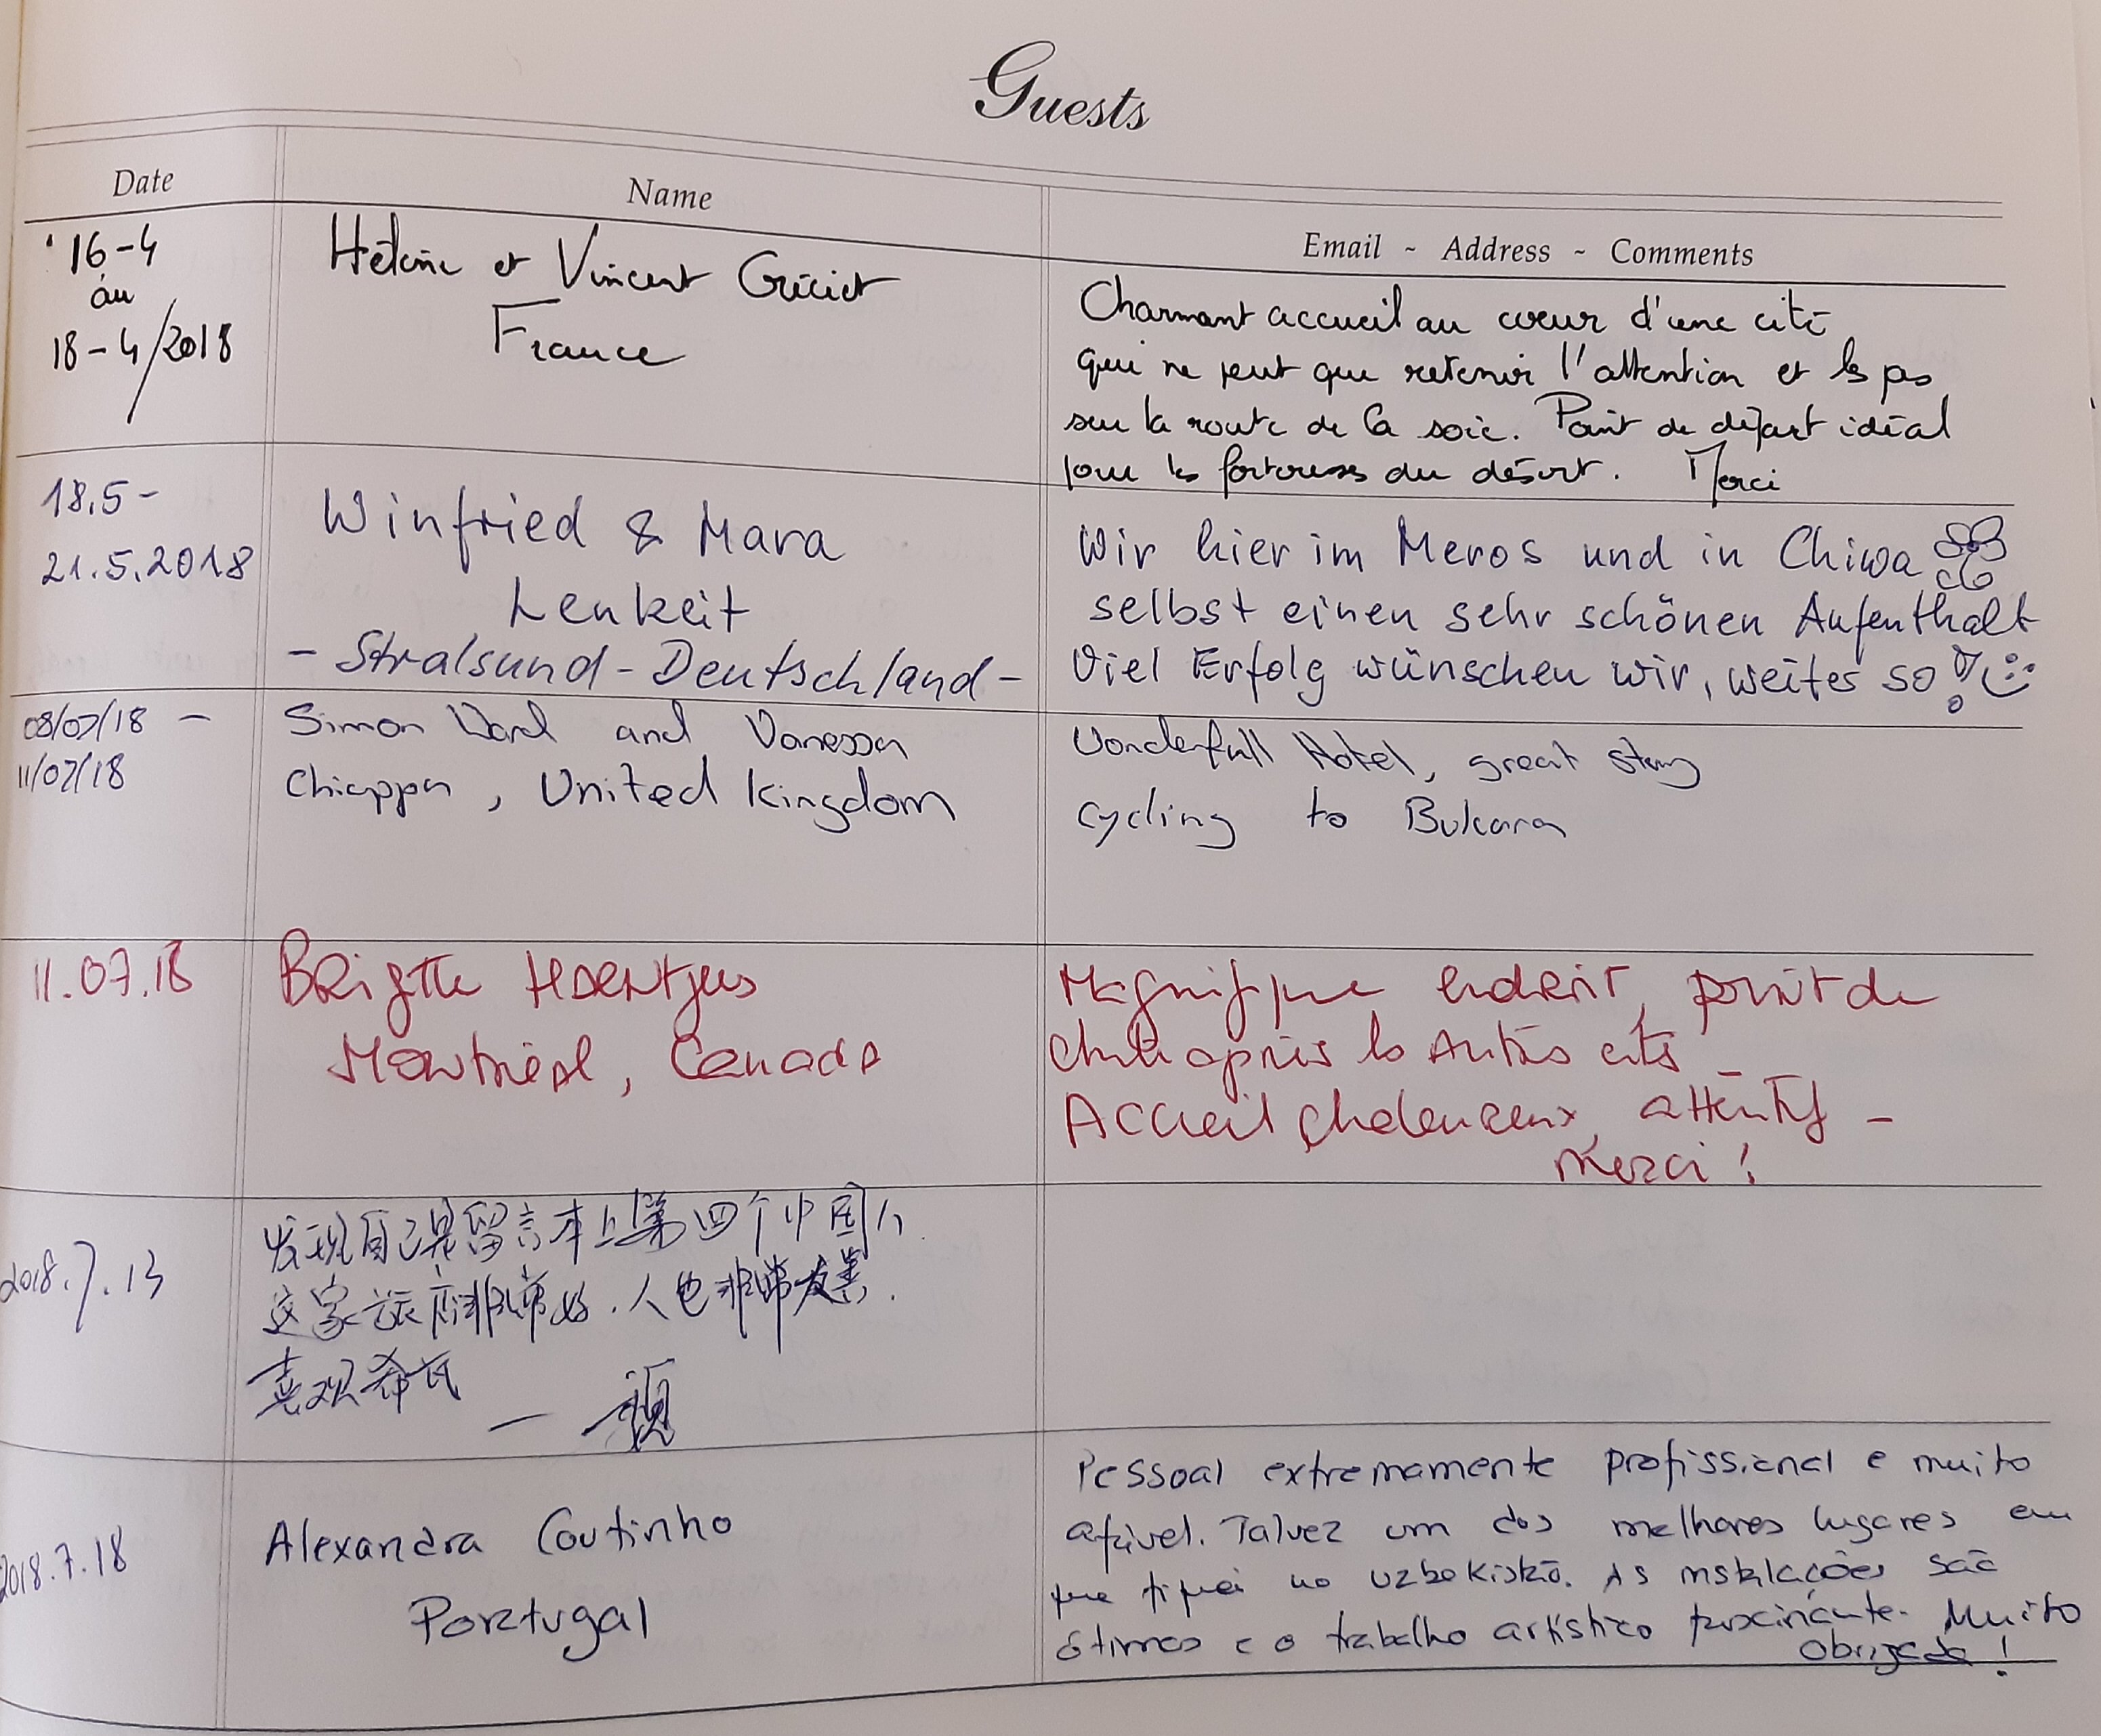 Guests
Date
Name
Email ~ Address ~ Comments
16-4
au
18-4/2018
Hélène et Vincent
France
Charmant accueil au cœur d'une cité
qui ne peut que retenir l'attention et les pas
sur la route de la soie. Point de départ idéal
pour les forteresses du désert. Merci
18.5-
21.5.2018
Winfried & Mara
Lenkeit
- Stralsund - Deutschland -
Wir hier im Meros und in Chiwa
selbst einen sehr schönen Aufenthalt
Viel Erfolg wünschen wir, weiter so!
08/07/18 -
11/07/18
Simon Ward and Vanessa
Chiappa, United Kingdom
Wonderfull Hotel, great stay
cycling to Bukara
11.07.18
Brigitte Haentjens
Montréal, Canada
Magnifique endroit, point de
chute après les autres cités -
Accueil chaleureux, attentif -
Merci !
2018.7.13
发现自己是留言本上第四个中国人.
这家旅店非常好.人也非常友善.
喜欢希瓦
2018.7.18
Alexandra Coutinho
Portugal
Pessoal extremamente profissional e muito
afável. Talvez um dos melhores lugares em
que fiquei no Uzbekistão. As instalações são
ótimas e o trabalho artístico fascinante. Muito
obrigada!